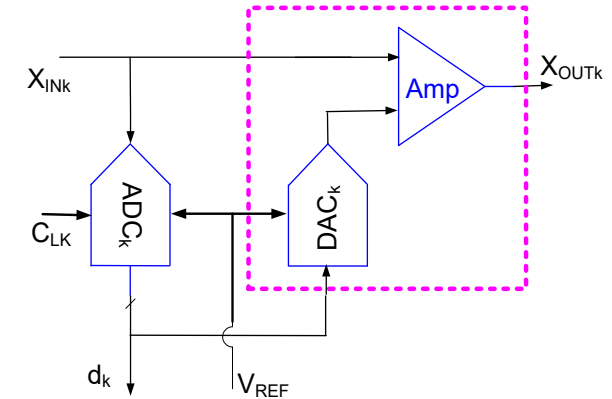 X_INk
Amp
X_OUTk
ADC_k
DAC_k
C_LK
d_k
V_REF